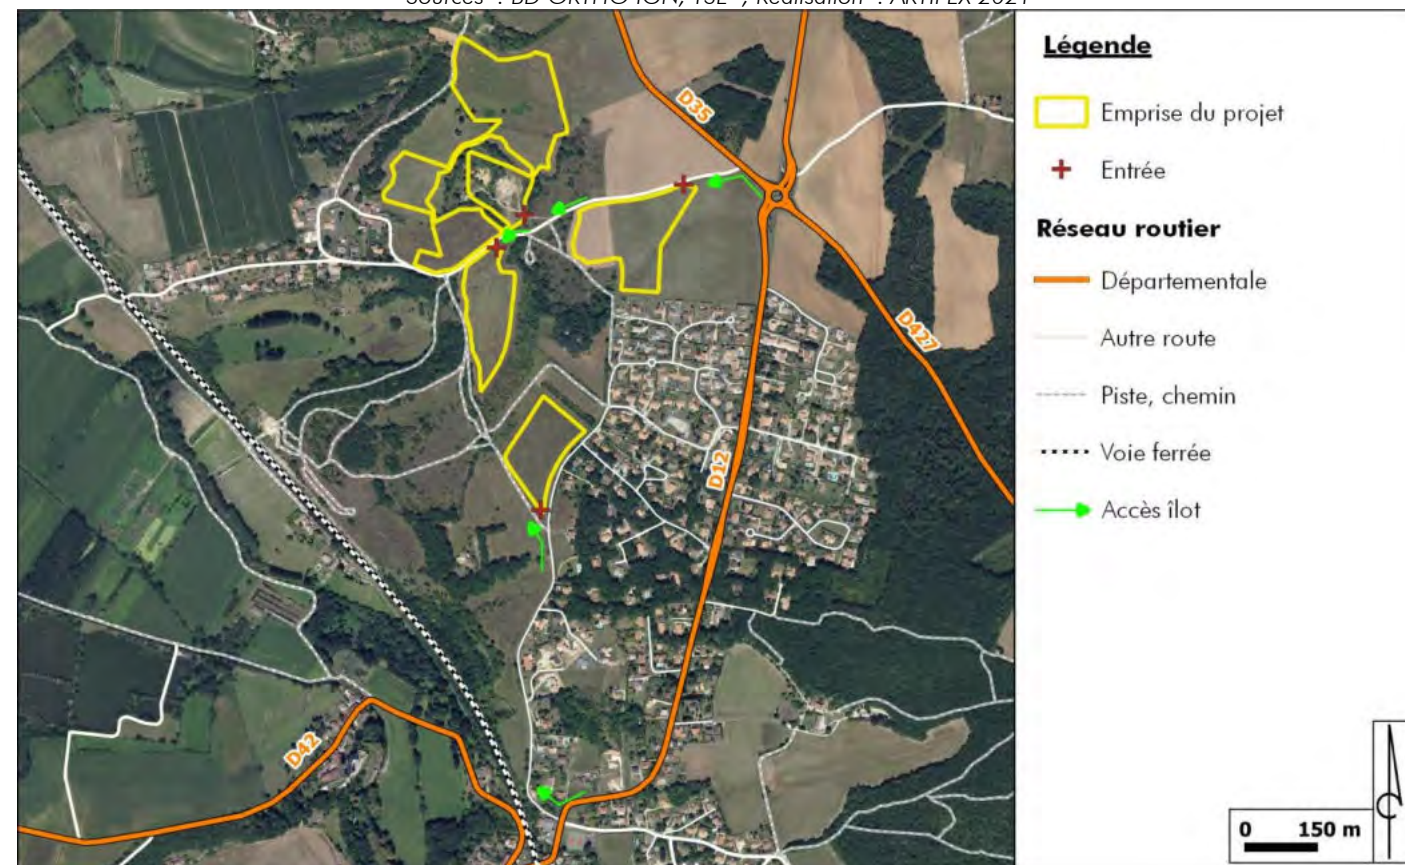 Légende
Emprise du projet
Entrée
Réseau routier
Départementale
Autre route
Piste, chemin
Voie ferrée
Accès îlot
D35
D427
D12
D42
0 150 m